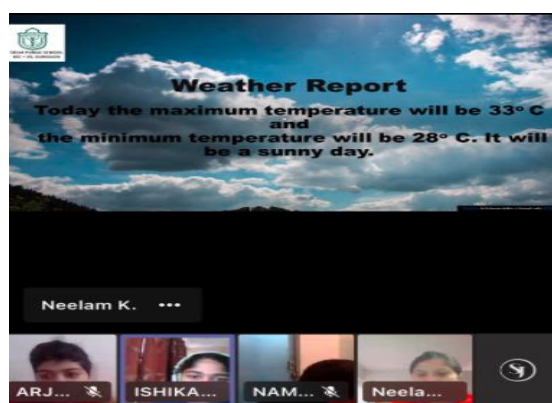 Weather Report
Today the maximum temperature will be 33° C
and
the minimum temperature will be 28° C. It will
be a sunny day.
Neelam K. •••
ARJ...
ISHIKA...
NAM...
Neela...